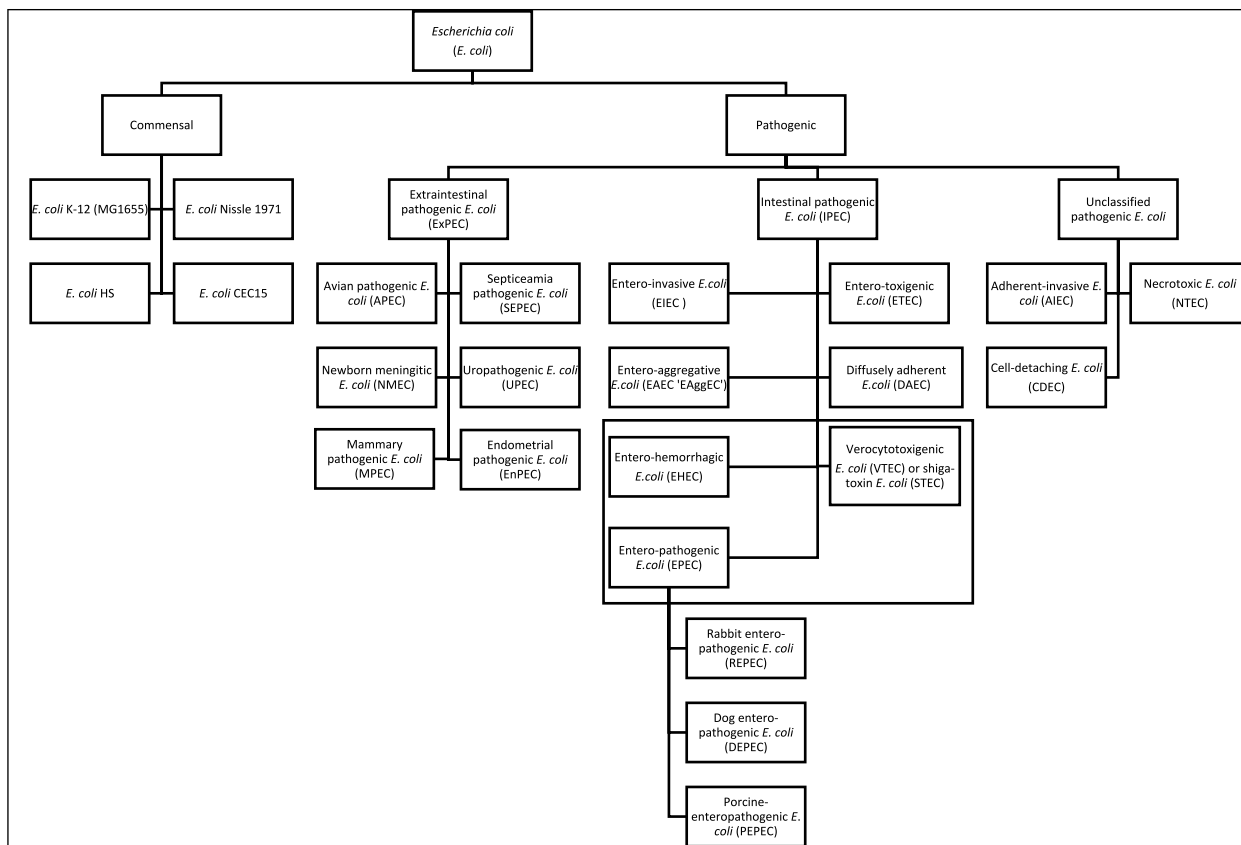 Escherichia coli
(E. coli)
Commensal
Pathogenic
E. coli K-12 (MG1655)
E. coli Nissle 1971
E. coli HS
E. coli CEC15
Extraintestinal
pathogenic E. coli
(ExPEC)
Intestinal pathogenic
E. coli (IPEC)
Unclassified
pathogenic E. coli
Avian pathogenic E.
coli (APEC)
Septiceamia
pathogenic E. coli
(SEPEC)
Newborn meningitic
E. coli (NMEC)
Uropathogenic E. coli
(UPEC)
Mammary
pathogenic E. coli
(MPEC)
Endometrial
pathogenic E. coli
(EnPEC)
Entero-invasive E.coli
(EIEC )
Entero-toxigenic
E.coli (ETEC)
Entero-aggregative
E.coli (EAEC 'EAggEC')
Diffusely adherent
E.coli (DAEC)
Entero-hemorrhagic
E.coli (EHEC)
Verocytotoxigenic
E. coli (VTEC) or shiga-
toxin E. coli (STEC)
Entero-pathogenic
E.coli (EPEC)
Rabbit entero-
pathogenic E. coli
(REPEC)
Dog entero-
pathogenic E. coli
(DEPEC)
Porcine-
enteropathogenic E.
coli (PEPEC)
Adherent-invasive E.
coli (AIEC)
Necrotoxic E. coli
(NTEC)
Cell-detaching E. coli
(CDEC)